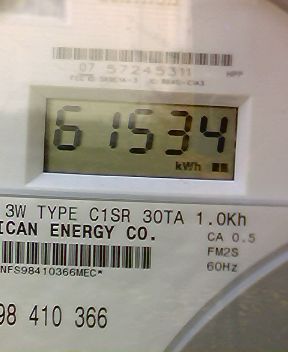 07 57245311 HPP
61534
kWh
3W TYPE C1SR 30TA 1.0Kh
ICAN ENERGY CO. CA 0.5
FM2S
NFS98410366MEC* 60Hz
98 410 366